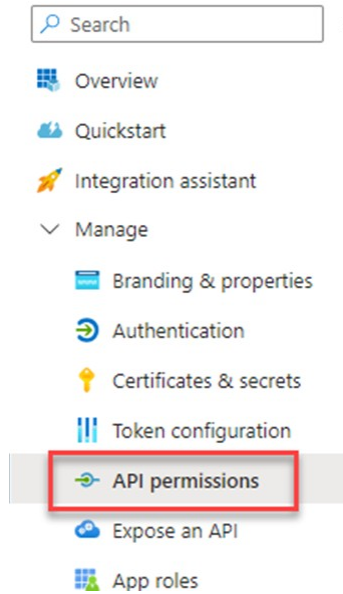 Search
Overview
Quickstart
Integration assistant
Manage
Branding & properties
Authentication
Certificates & secrets
Token configuration
API permissions
Expose an API
App roles